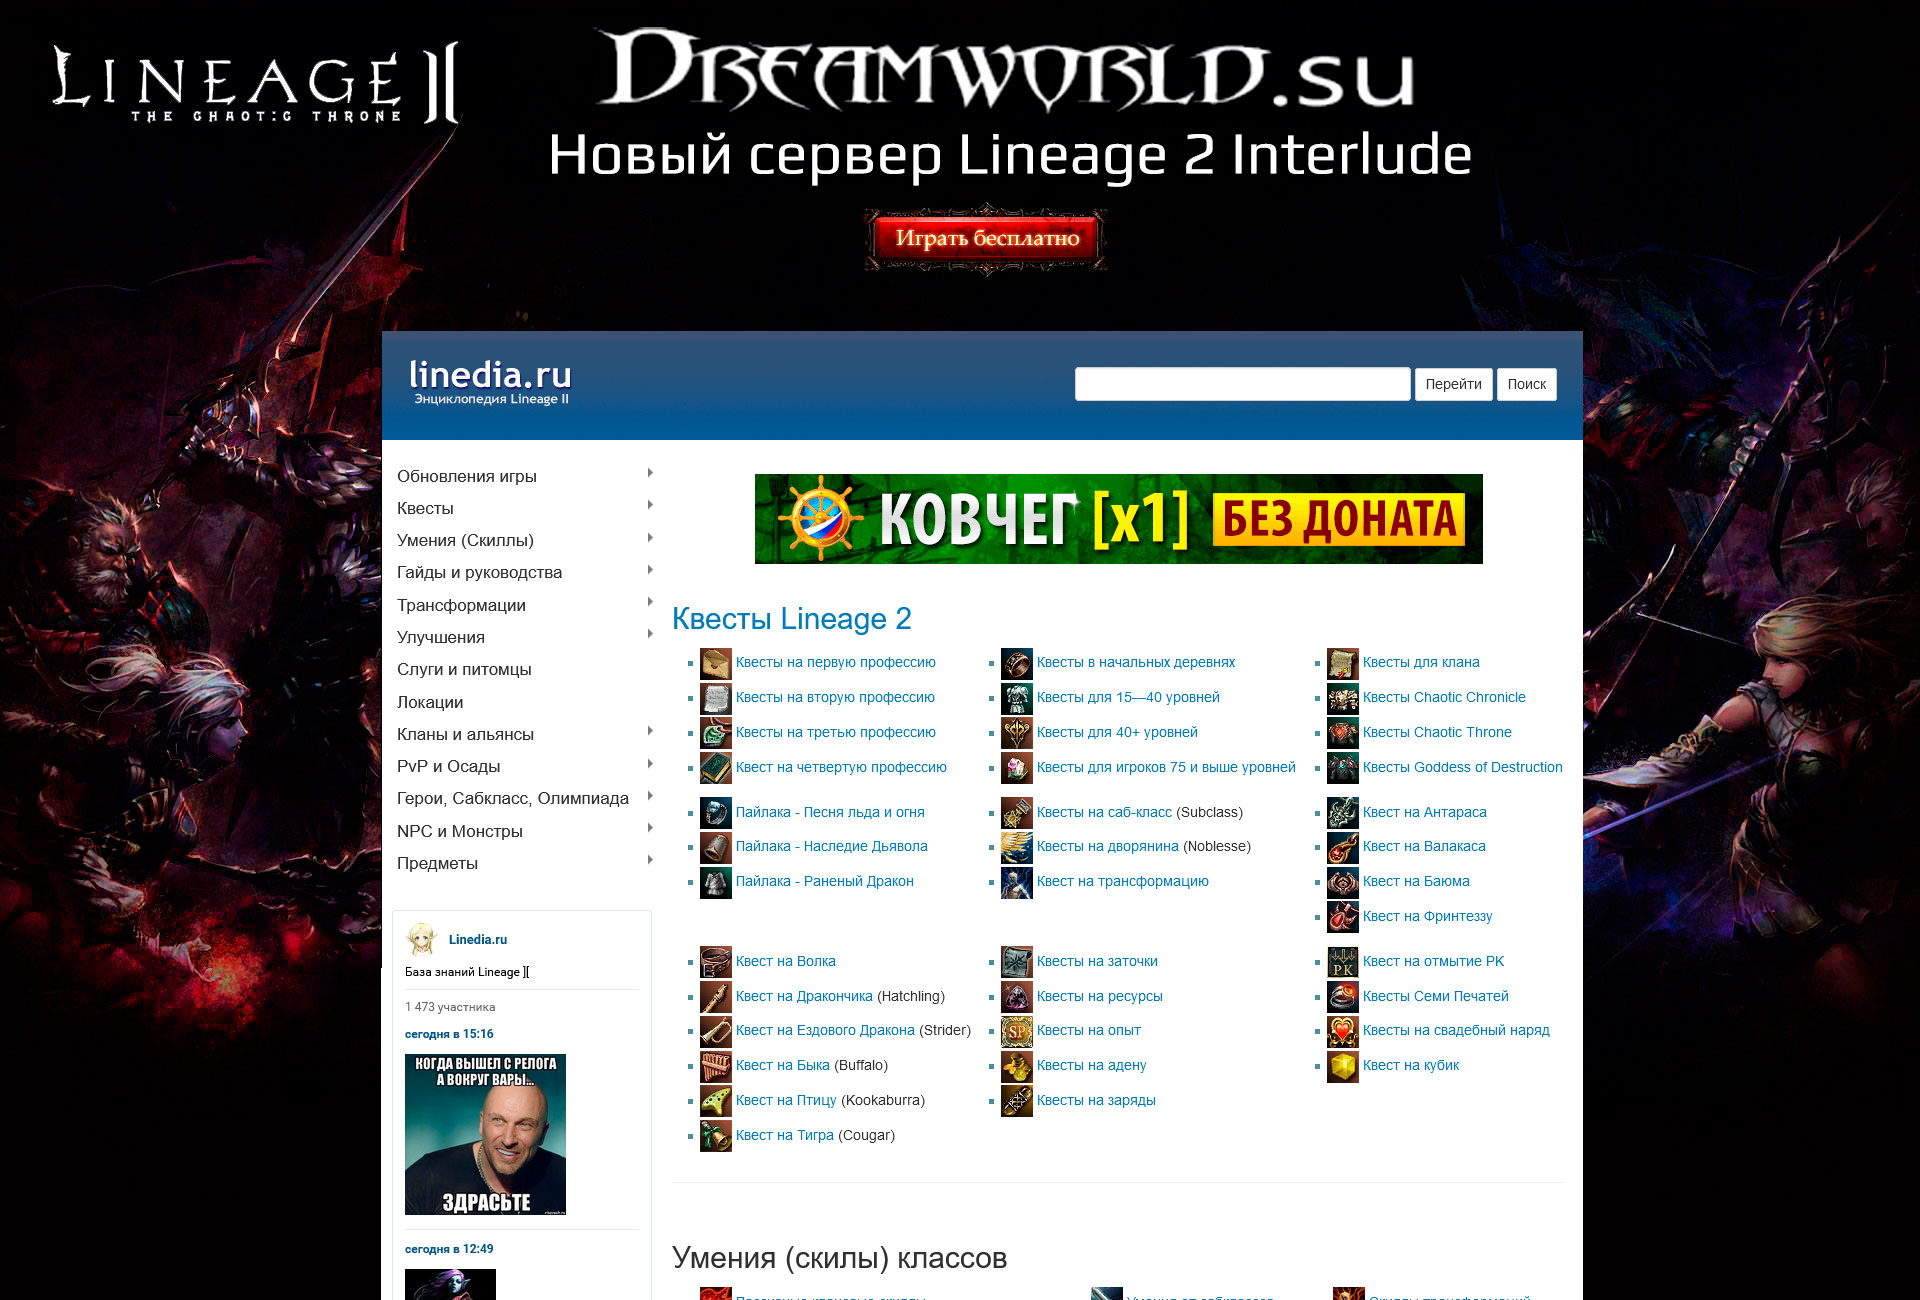 LINEAGE II
THE CHAOTIC THRONE
DREAMWORLD.su
Новый сервер Lineage 2 Interlude
Играть бесплатно
linedia.ru
Энциклопедия Lineage II
Перейти
Поиск
Обновления игры
Квесты
Умения (Скиллы)
Гайды и руководства
Трансформации
Улучшения
Слуги и питомцы
Локации
Кланы и альянсы
PvP и Осады
Герои, Сабкласс, Олимпиада
NPC и Монстры
Предметы
Linedia.ru
База знаний Lineage ][
1 473 участника
сегодня в 15:16
КОГДА ВЫШЕЛ С РЕЛОГА
А ВОКРУГ ВАРЫ...
ЗДРАСЬТЕ
сегодня в 12:49
КОВЧЕГ [x1] БЕЗ ДОНАТА
Квесты Lineage 2
Квесты на первую профессию
Квесты на вторую профессию
Квесты на третью профессию
Квест на четвертую профессию
Квесты в начальных деревнях
Квесты для 15—40 уровней
Квесты для 40+ уровней
Квесты для игроков 75 и выше уровней
Квесты для клана
Квесты Chaotic Chronicle
Квесты Chaotic Throne
Квесты Goddess of Destruction
Пайлака - Песня льда и огня
Пайлака - Наследие Дьявола
Пайлака - Раненый Дракон
Квесты на саб-класс (Subclass)
Квесты на дворянина (Noblesse)
Квест на трансформацию
Квест на Антараса
Квест на Валакаса
Квест на Баюма
Квест на Фринтеззу
Квест на Волка
Квест на Дракончика (Hatchling)
Квест на Ездового Дракона (Strider)
Квест на Быка (Buffalo)
Квест на Птицу (Kookaburra)
Квест на Тигра (Cougar)
Квесты на заточки
Квесты на ресурсы
SP
Квесты на опыт
Квесты на адену
Квесты на заряды
PK
Квест на отмытие PK
Квесты Семи Печатей
Квесты на свадебный наряд
Квест на кубик
Умения (скилы) классов